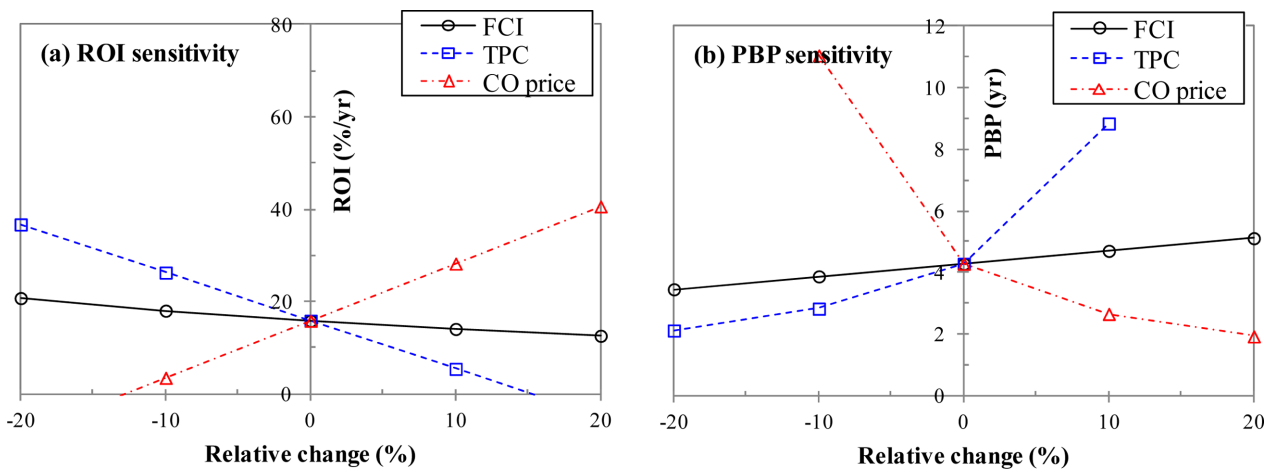 (a) ROI sensitivity
FCI
TPC
CO price
ROI (%/yr)
80
60
40
20
0
-20
-10
0
10
20
Relative change (%)
(b) PBP sensitivity
FCI
TPC
CO price
PBP (yr)
12
10
8
6
4
2
0
-20
-10
0
10
20
Relative change (%)